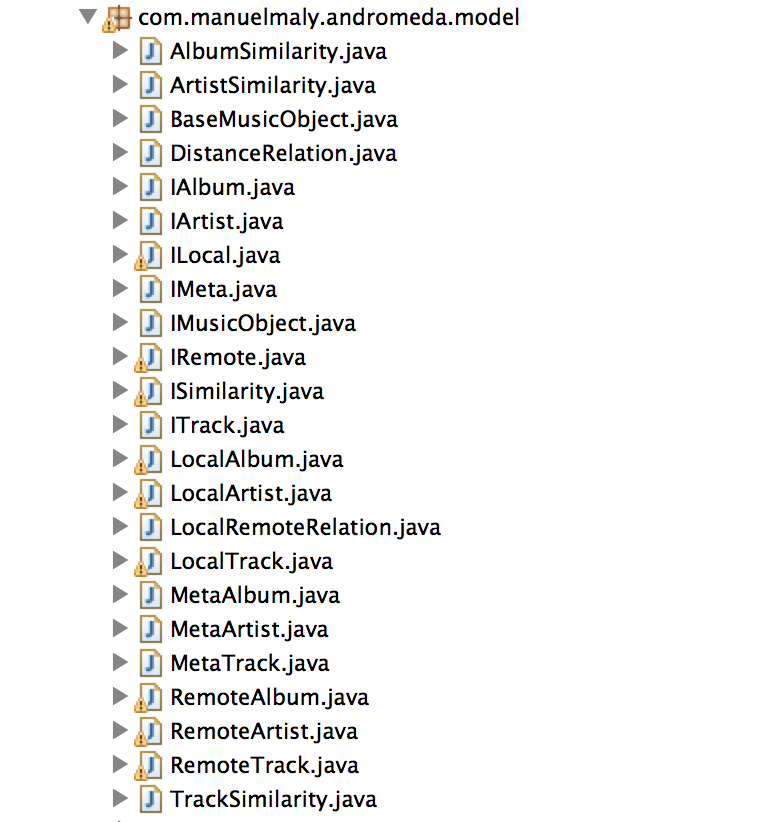 com.manuelmaly.andromeda.model
AlbumSimilarity.java
ArtistSimilarity.java
BaseMusicObject.java
DistanceRelation.java
IAlbum.java
IArtist.java
ILocal.java
IMeta.java
IMusicObject.java
IRemote.java
ISimilarity.java
ITrack.java
LocalAlbum.java
LocalArtist.java
LocalRemoteRelation.java
LocalTrack.java
MetaAlbum.java
MetaArtist.java
MetaTrack.java
RemoteAlbum.java
RemoteArtist.java
RemoteTrack.java
TrackSimilarity.java